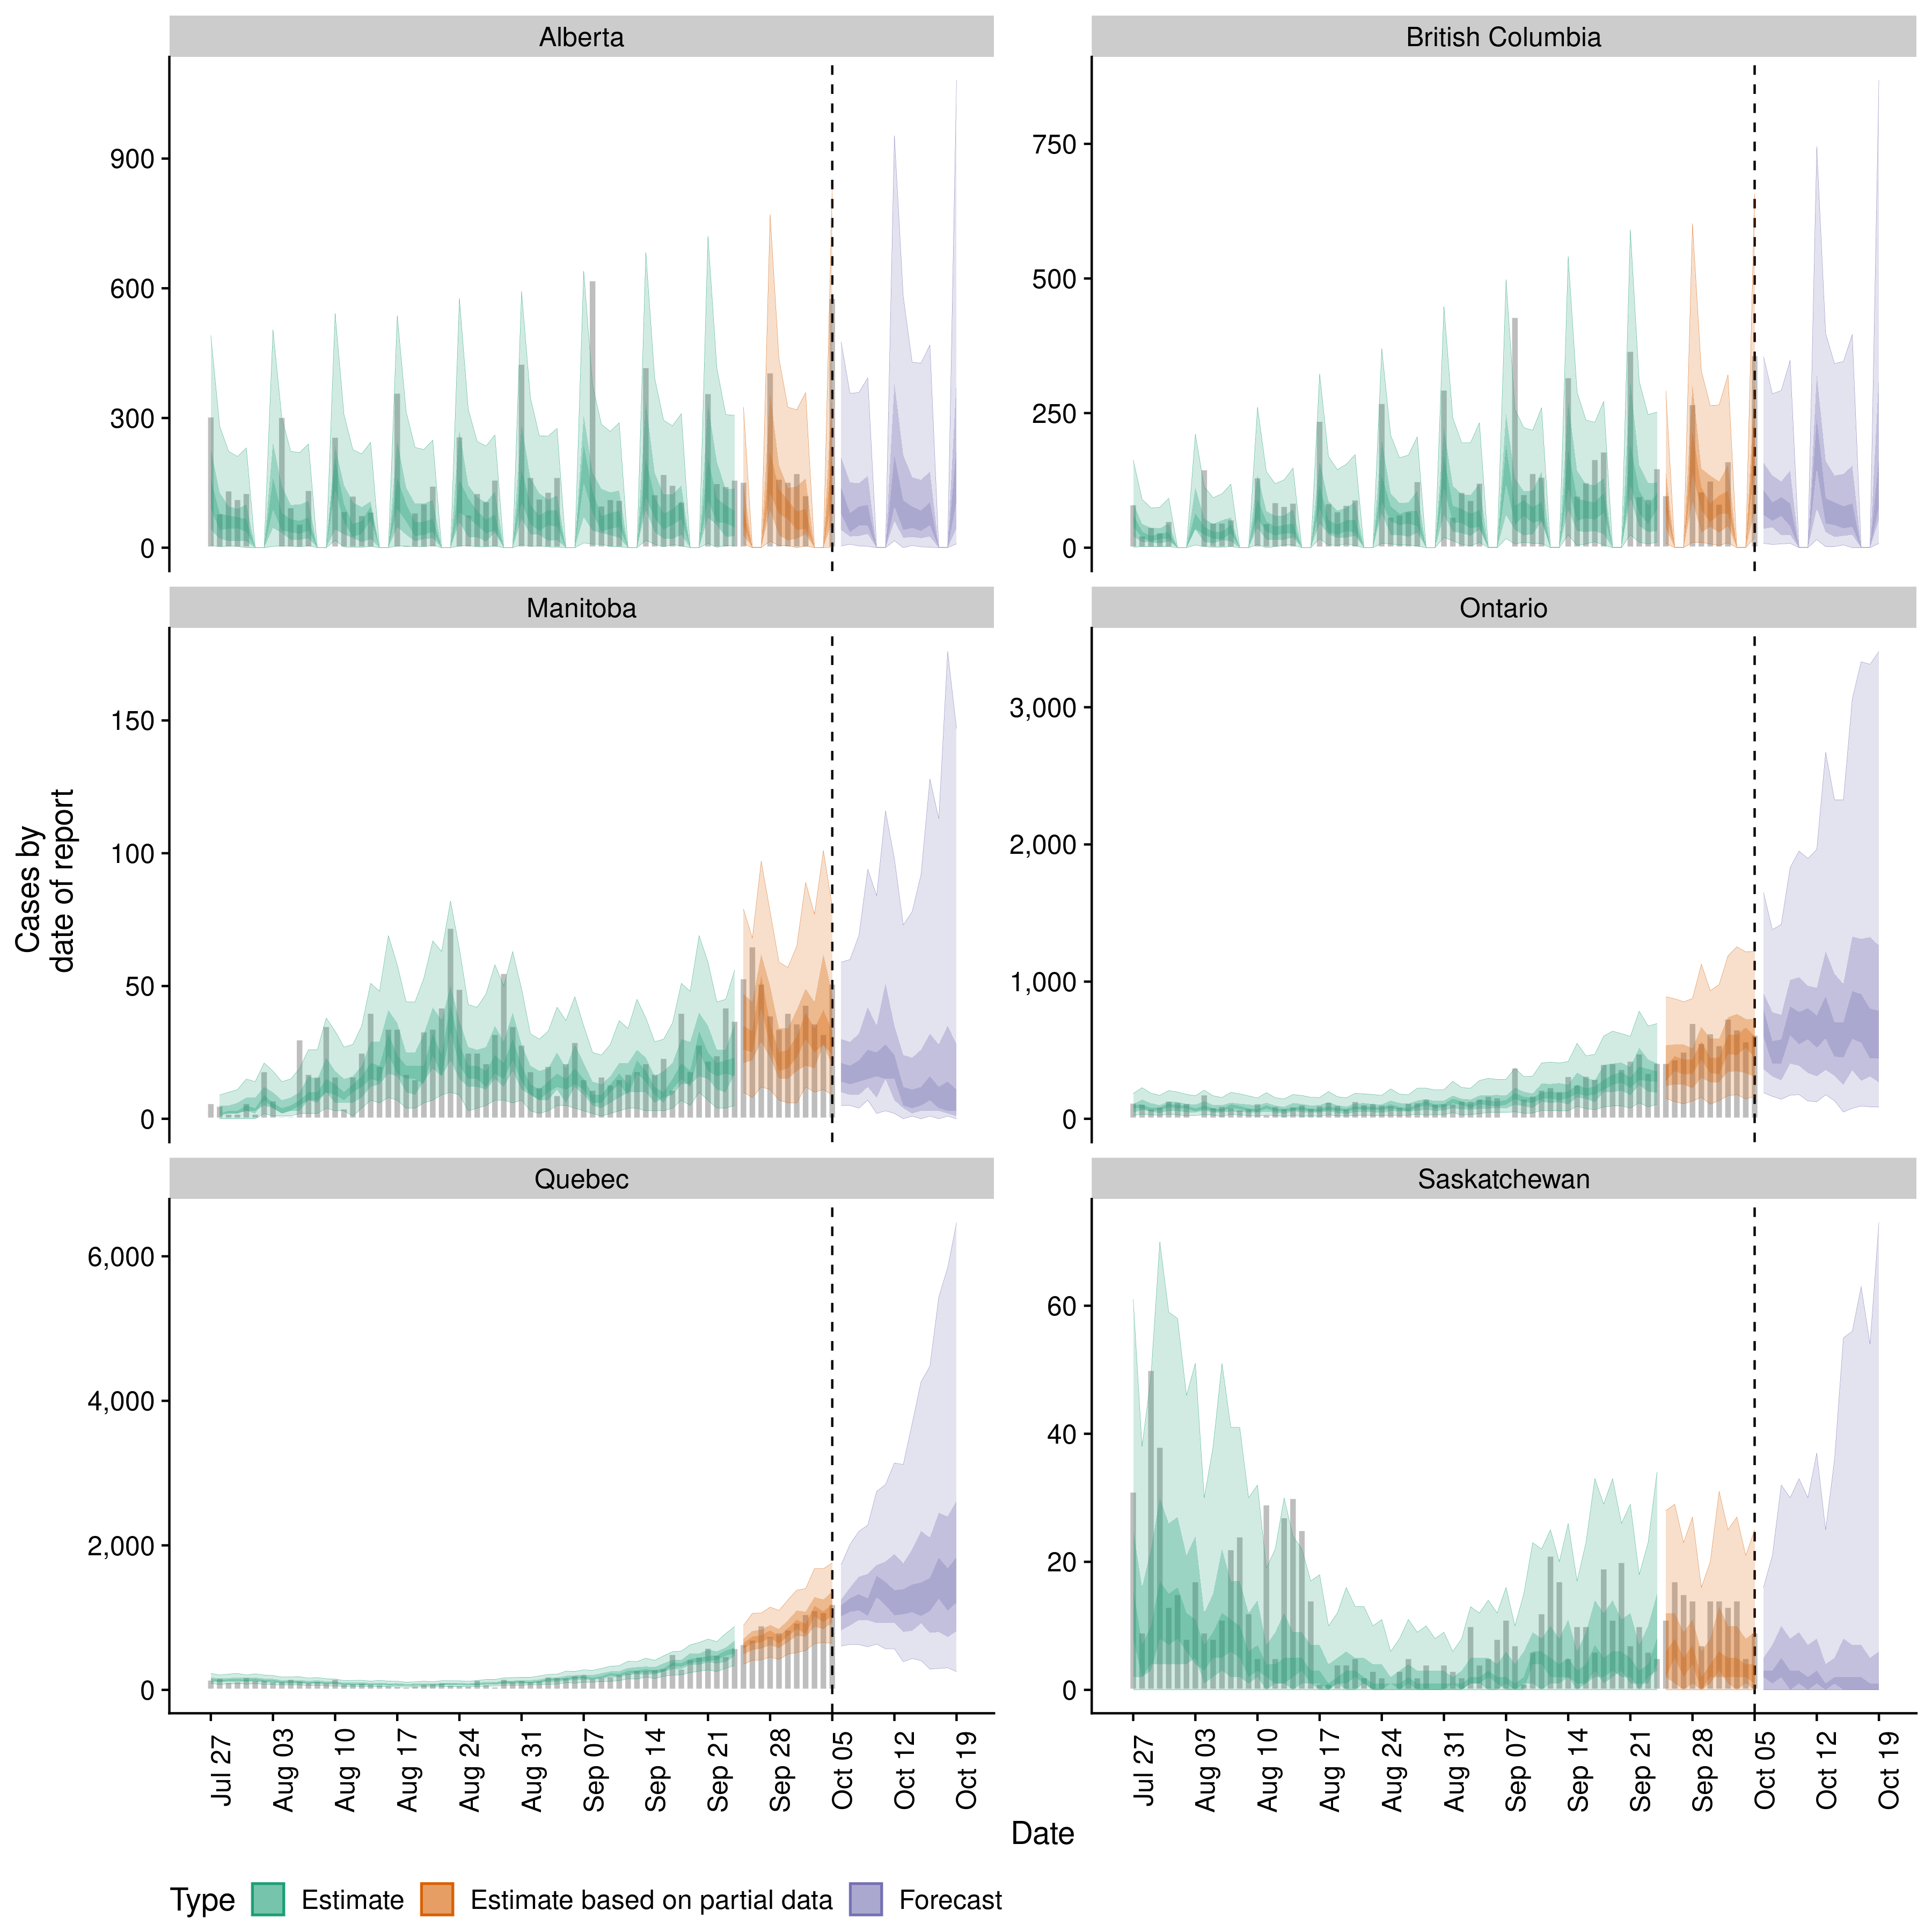 Alberta
British Columbia
900
600
300
0
750
500
250
0
Manitoba
Ontario
150
100
50
0
3,000
2,000
1,000
0
Cases by
date of report
Quebec
Saskatchewan
6,000
4,000
2,000
0
60
40
20
0
Jul 27
Aug 03
Aug 10
Aug 17
Aug 24
Aug 31
Sep 07
Sep 14
Sep 21
Sep 28
Oct 05
Oct 12
Oct 19
Jul 27
Aug 03
Aug 10
Aug 17
Aug 24
Aug 31
Sep 07
Sep 14
Sep 21
Sep 28
Oct 05
Oct 12
Oct 19
Date
Type Estimate Estimate based on partial data Forecast